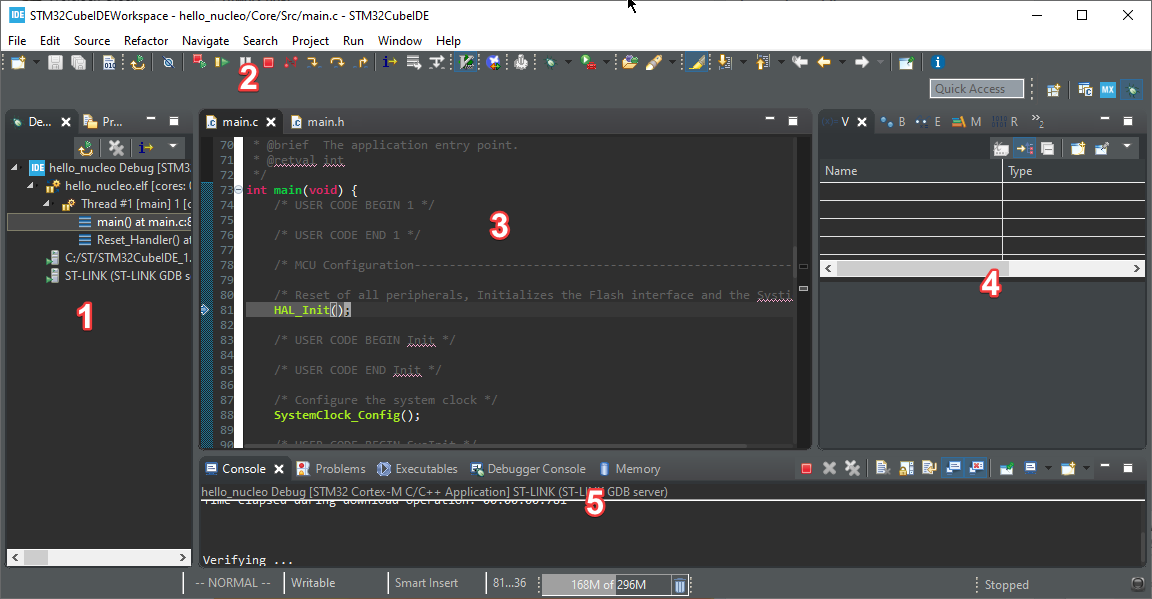 IDE STM32CubeIDEWorkspace - hello_nucleo/Core/Src/main.c - STM32CubeIDE
File Edit Source Refactor Navigate Search Project Run Window Help
2
Quick Access
MX
De... Pr...
IDE hello_nucleo Debug [STM3
hello_nucleo.elf [cores:
Thread #1 [main] 1 [c
main() at main.c:8
Reset_Handler() at
C:/ST/STM32CubeIDE_1.
ST-LINK (ST-LINK GDB s
1
main.c main.h
70 * @brief The application entry point.
71 * @retval int
72 */
73 int main(void) {
74 /* USER CODE BEGIN 1 */
75
76 /* USER CODE END 1 */
77
78 /* MCU Configuration--------------------------------------------------------
79
80 /* Reset of all peripherals, Initializes the Flash interface and the Systi
81 HAL_Init();
82
83 /* USER CODE BEGIN Init */
84
85 /* USER CODE END Init */
86
87 /* Configure the system clock */
88 SystemClock_Config();
89
90 /* USER CODE BEGIN SysInit */
3
V B E M R »2
Name Type
4
Console Problems Executables Debugger Console Memory
hello_nucleo Debug [STM32 Cortex-M C/C++ Application] ST-LINK (ST-LINK GDB server)
Time elapsed during download operation: 00:00:00.781
5
Verifying ...
-- NORMAL -- Writable Smart Insert 81...36 168M of 296M Stopped